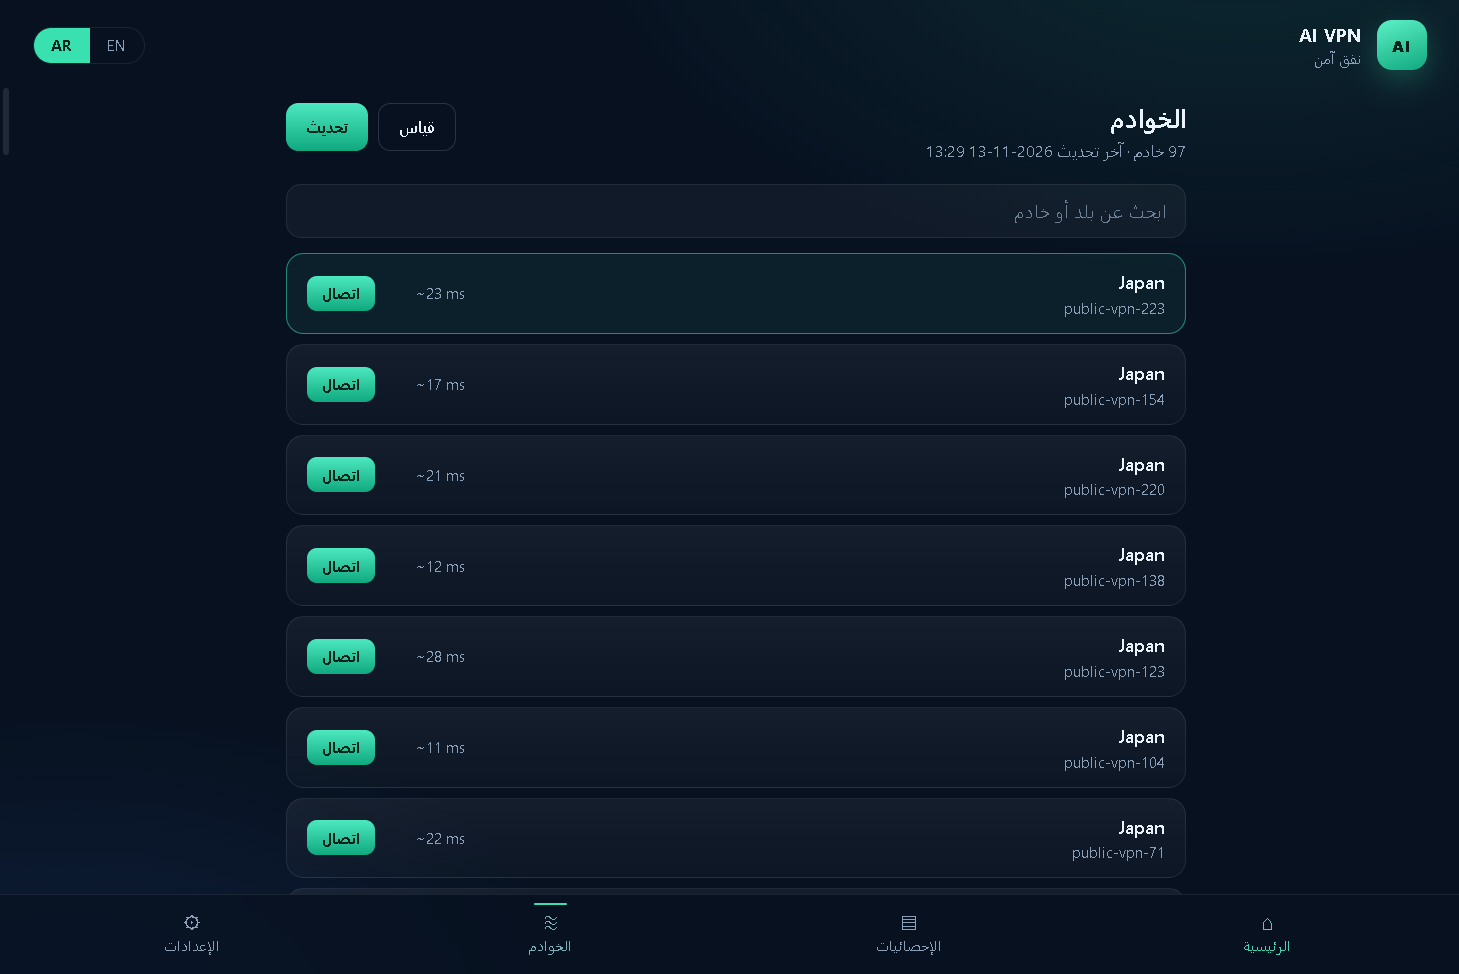 AI VPN
نفق آمن
AI
AR
EN
الخوادم
97 خادم · آخر تحديث 2026-11-13 13:29
قياس
تحديث
ابحث عن بلد أو خادم
Japan
public-vpn-223
~23 ms
اتصال
Japan
public-vpn-154
~17 ms
اتصال
Japan
public-vpn-220
~21 ms
اتصال
Japan
public-vpn-138
~12 ms
اتصال
Japan
public-vpn-123
~28 ms
اتصال
Japan
public-vpn-104
~11 ms
اتصال
Japan
public-vpn-71
~22 ms
اتصال
الرئيسية
الإحصائيات
الخوادم
الإعدادات